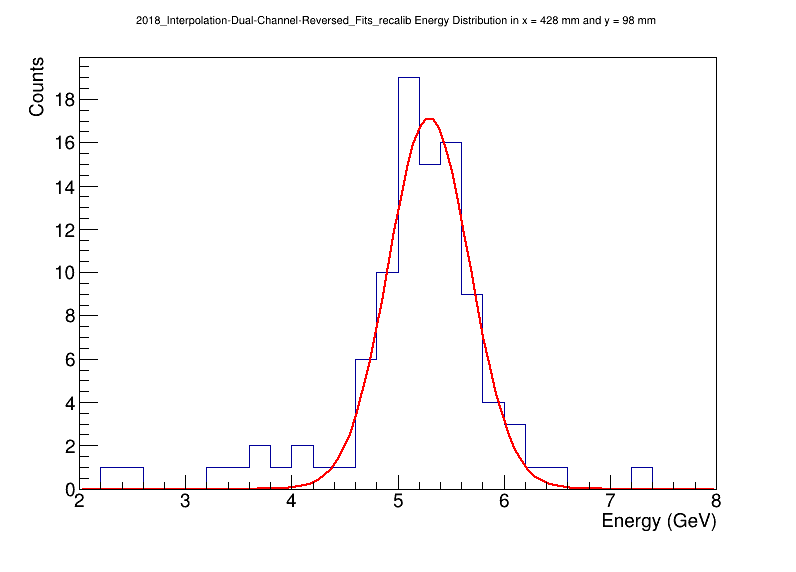 2018_Interpolation-Dual-Channel-Reversed_Fits_recalib Energy Distribution in x = 428 mm and y = 98 mm
Counts
18
16
14
12
10
8
6
4
2
0
2 3 4 5 6 7 8
Energy (GeV)